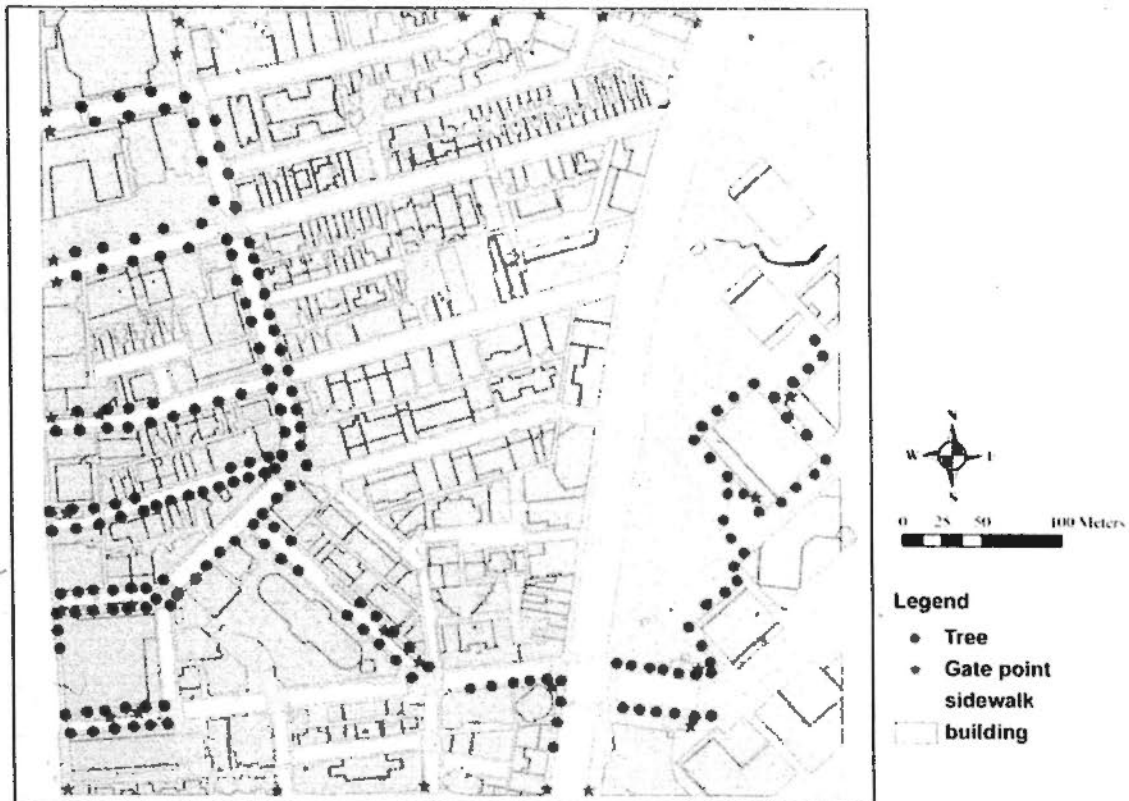 N
W E
N
0 25 50 100 Meters
Legend
Tree
Gate point
sidewalk
building